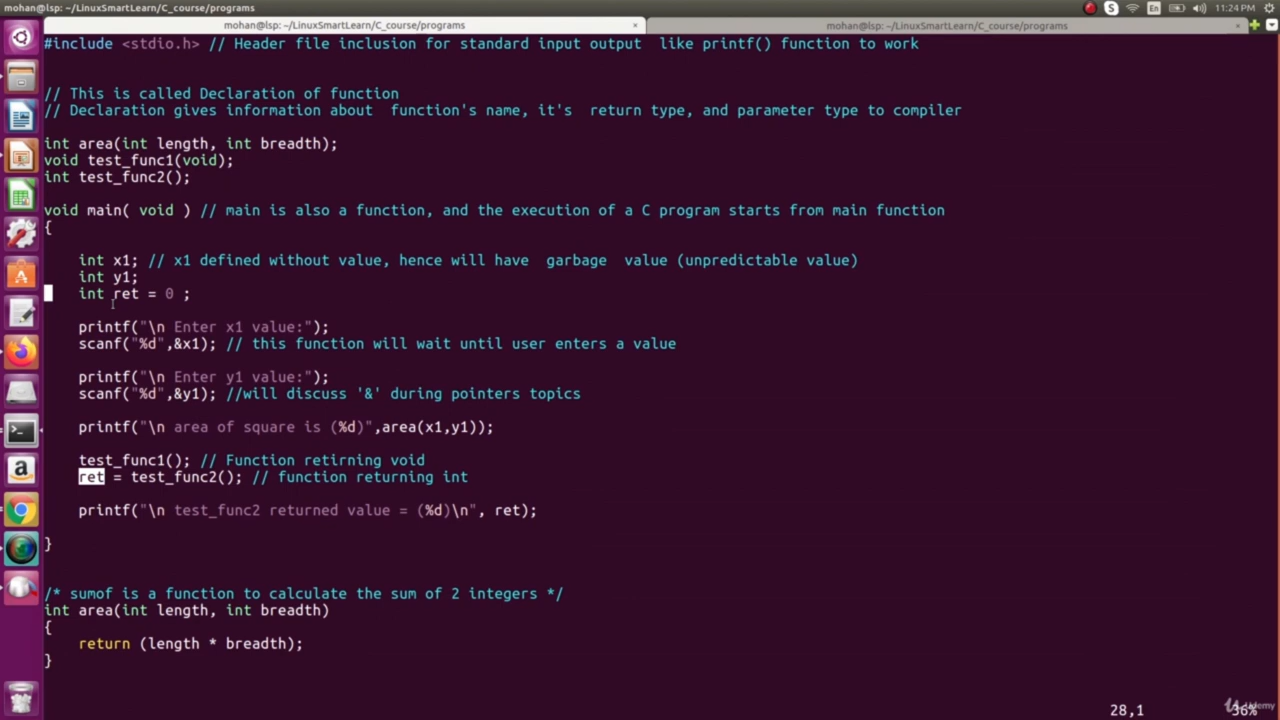 mohan@lsp: ~/LinuxSmartLearn/C_course/programs
En
11:24 PM
mohan@lsp: ~/LinuxSmartLearn/C_course/programs × mohan@lsp: ~/LinuxSmartLearn/C_course/programs ×
#include <stdio.h> // Header file inclusion for standard input output  like printf() function to work
// This is called Declaration of function
// Declaration gives information about  function's name, it's  return type, and parameter type to compiler
int area(int length, int breadth);
void test_func1(void);
int test_func2();
void main( void ) // main is also a function, and the execution of a C program starts from main function
{
    int x1; // x1 defined without value, hence will have  garbage  value (unpredictable value)
    int y1;
    int ret = 0 ;
    printf("\n Enter x1 value:");
    scanf("%d",&x1); // this function will wait until user enters a value
    printf("\n Enter y1 value:");
    scanf("%d",&y1); //will discuss '&' during pointers topics
    printf("\n area of square is (%d)",area(x1,y1));
    test_func1(); // Function retirning void
    ret = test_func2(); // function returning int
    printf("\n test_func2 returned value = (%d)\n", ret);
}
/* sumof is a function to calculate the sum of 2 integers */
int area(int length, int breadth)
{
    return (length * breadth);
}
28,1 36%
Udemy